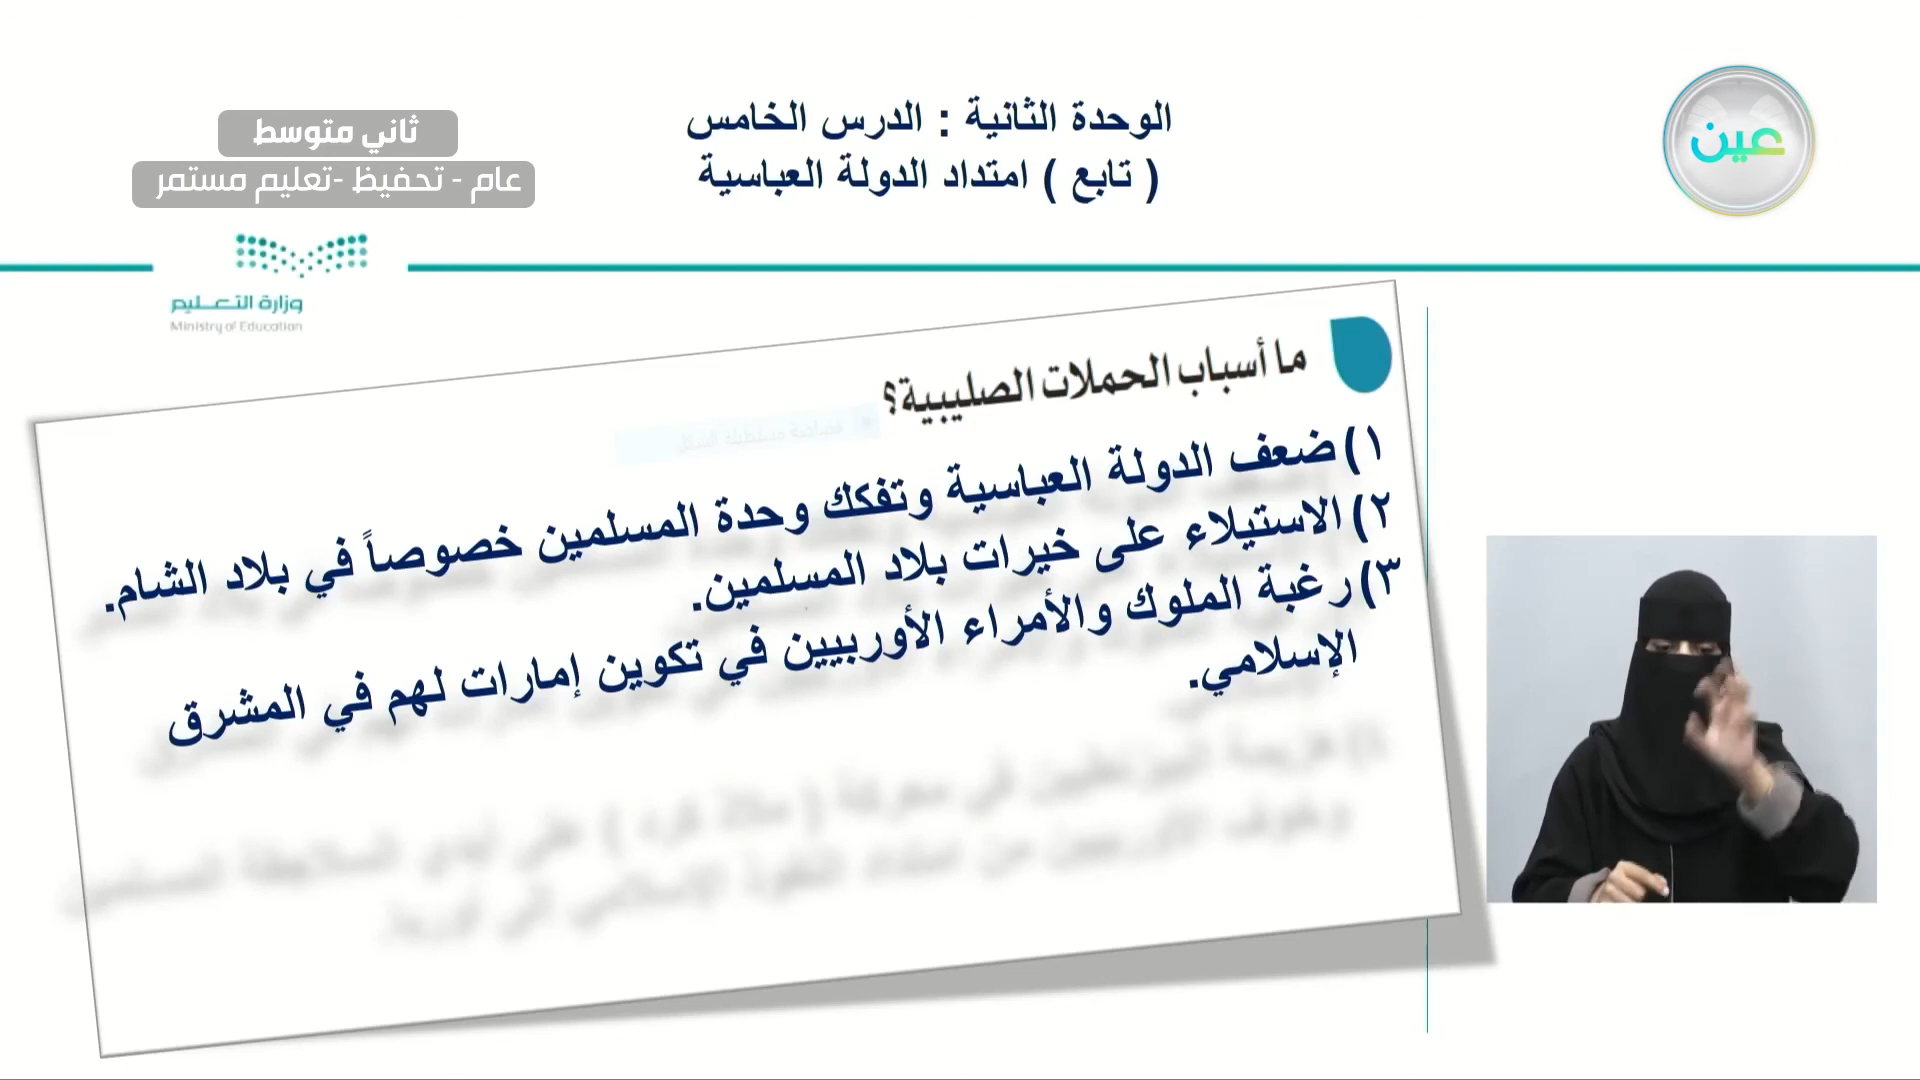 الوحدة الثانية : الدرس الخامس
( تابع ) امتداد الدولة العباسية
ثاني متوسط
عام - تحفيظ -تعليم مستمر
عين
وزارة التعليم
Ministry of Education
ما أسباب الحملات الصليبية؟
١) ضعف الدولة العباسية وتفكك وحدة المسلمين خصوصاً في بلاد الشام.
٢) الاستيلاء على خيرات بلاد المسلمين.
٣) رغبة الملوك والأمراء الأوربيين في تكوين إمارات لهم في المشرق
الإسلامي.